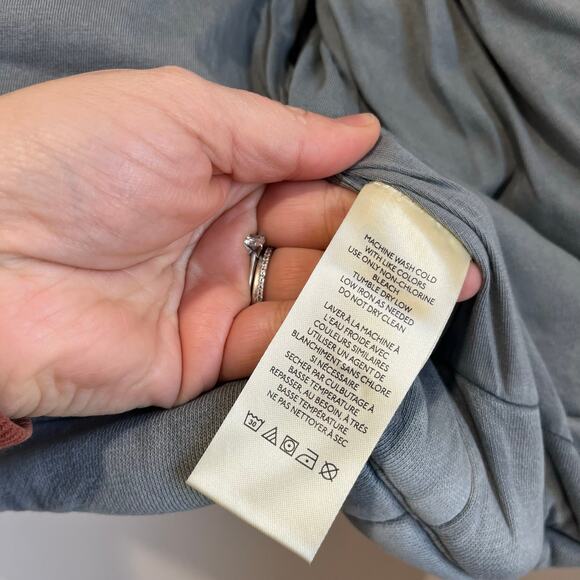 MACHINE WASH COLD
WITH LIKE COLORS
USE ONLY NON-CHLORINE
BLEACH
TUMBLE DRY LOW
LOW IRON AS NEEDED
DO NOT DRY CLEAN
LAVER À LA MACHINE À
L'EAU FROIDE AVEC
COULEURS SIMILAIRES
UTILISER UN AGENT DE
BLANCHIMENT SANS CHLORE
SI NÉCESSAIRE
SECHER PAR CULBUTAGE À
BASSE TEMPÉRATURE
REPASSER, AU BESOIN, À TRÈS
BASSE TEMPÉRATURE
NE PAS NETTOYER À SEC
30